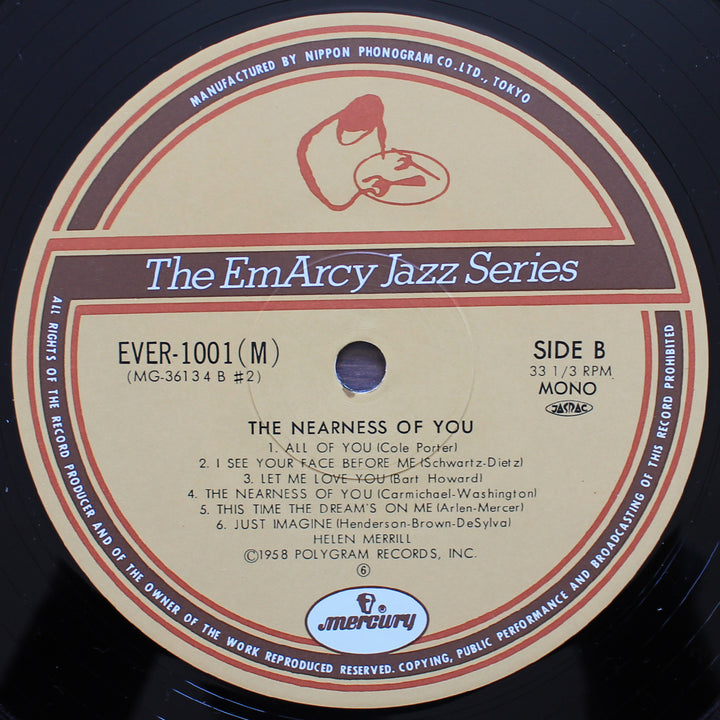 MANUFACTURED BY NIPPON PHONOGRAM CO. LTD., TOKYO
The EmArcy Jazz Series
EVER-1001(M)
(MG-36134 B #2)
SIDE B
33 1/3 RPM
MONO
JASRAC
THE NEARNESS OF YOU
1. ALL OF YOU (Cole Porter)
2. I SEE YOUR FACE BEFORE ME (Schwartz-Dietz)
3. LET ME LOVE YOU (Bart Howard)
4. THE NEARNESS OF YOU (Carmichael-Washington)
5. THIS TIME THE DREAM'S ON ME (Arlen-Mercer)
6. JUST IMAGINE (Henderson-Brown-DeSylva)
HELEN MERRILL
©1958 POLYGRAM RECORDS, INC.
⑥
mercury
ALL RIGHTS OF THE RECORD PRODUCER AND OF THE OWNER OF THE WORK REPRODUCED RESERVED. COPYING, PUBLIC PERFORMANCE AND BROADCASTING OF THIS RECORD PROHIBITED